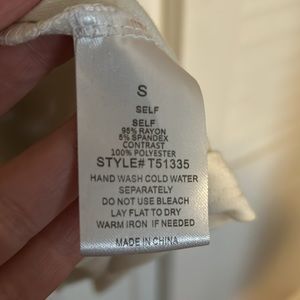 S
SELF
SELF
95% RAYON
5% SPANDEX
CONTRAST
100% POLYESTER
STYLE# T51335
HAND WASH COLD WATER
SEPARATELY
DO NOT USE BLEACH
LAY FLAT TO DRY
WARM IRON IF NEEDED
MADE IN CHINA